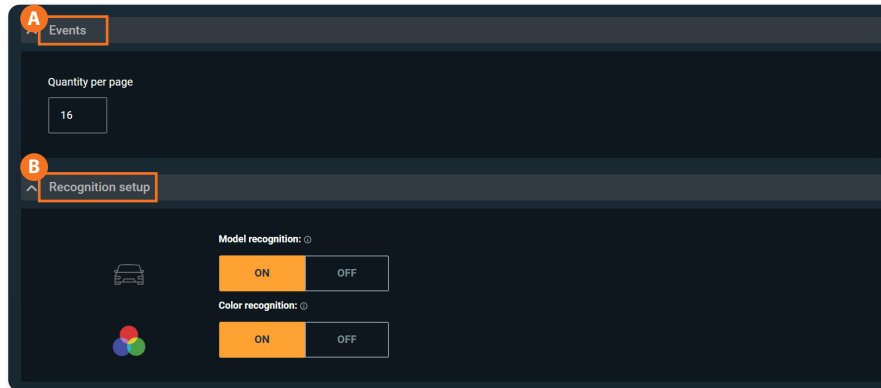 A
Events
Quantity per page
16
B
Recognition setup
Model recognition:
ON OFF
Color recognition:
ON OFF